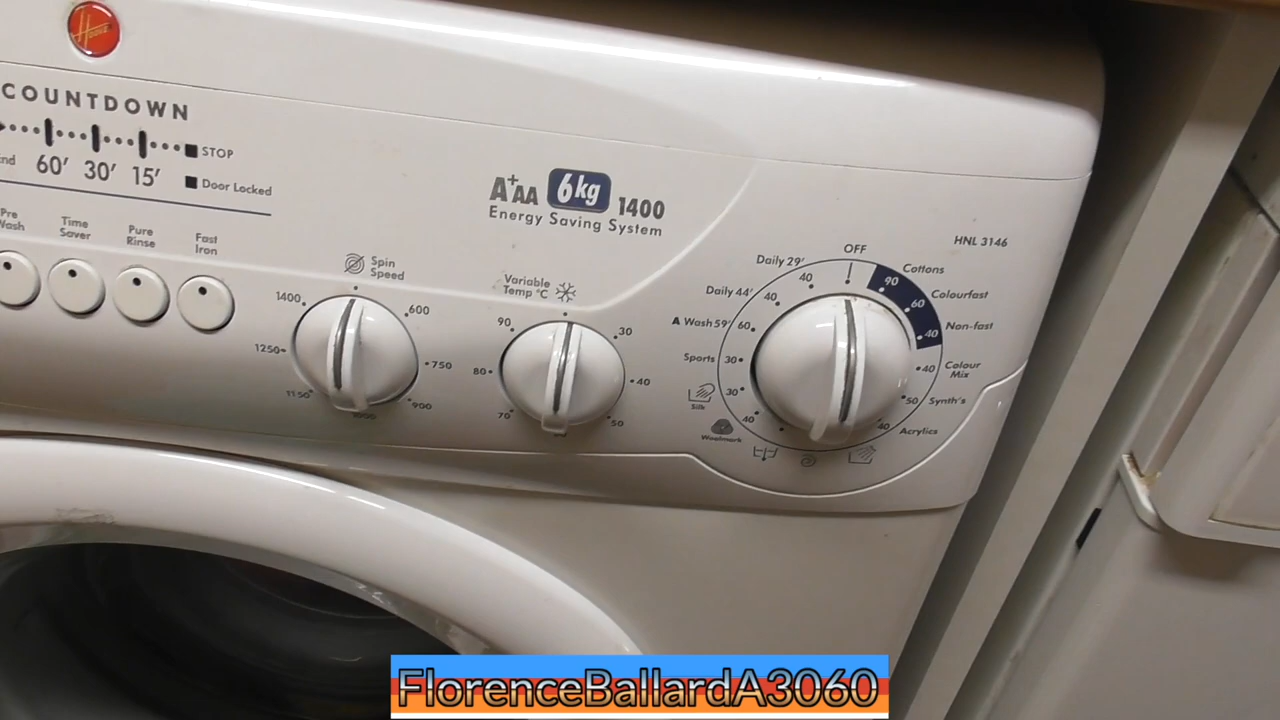 Hoover
COUNTDOWN
STOP
60' 30' 15'
Door Locked
Pre Wash
Time Saver
Pure Rinse
Fast Iron
A+AA 6kg 1400
Energy Saving System
HNL 3146
Spin Speed
1400
600
1250
750
1150
900
1000
Variable Temp °C
90
30
80
40
70
50
OFF
Daily 29' 40
90 Cottons
Daily 44' 40
60 Colourfast
A Wash 59' 60
40 Non-fast
Sports 30
40 Colour Mix
30 Silk
50 Synth's
40 Woolmark
40 Acrylics
FlorenceBallardA3060